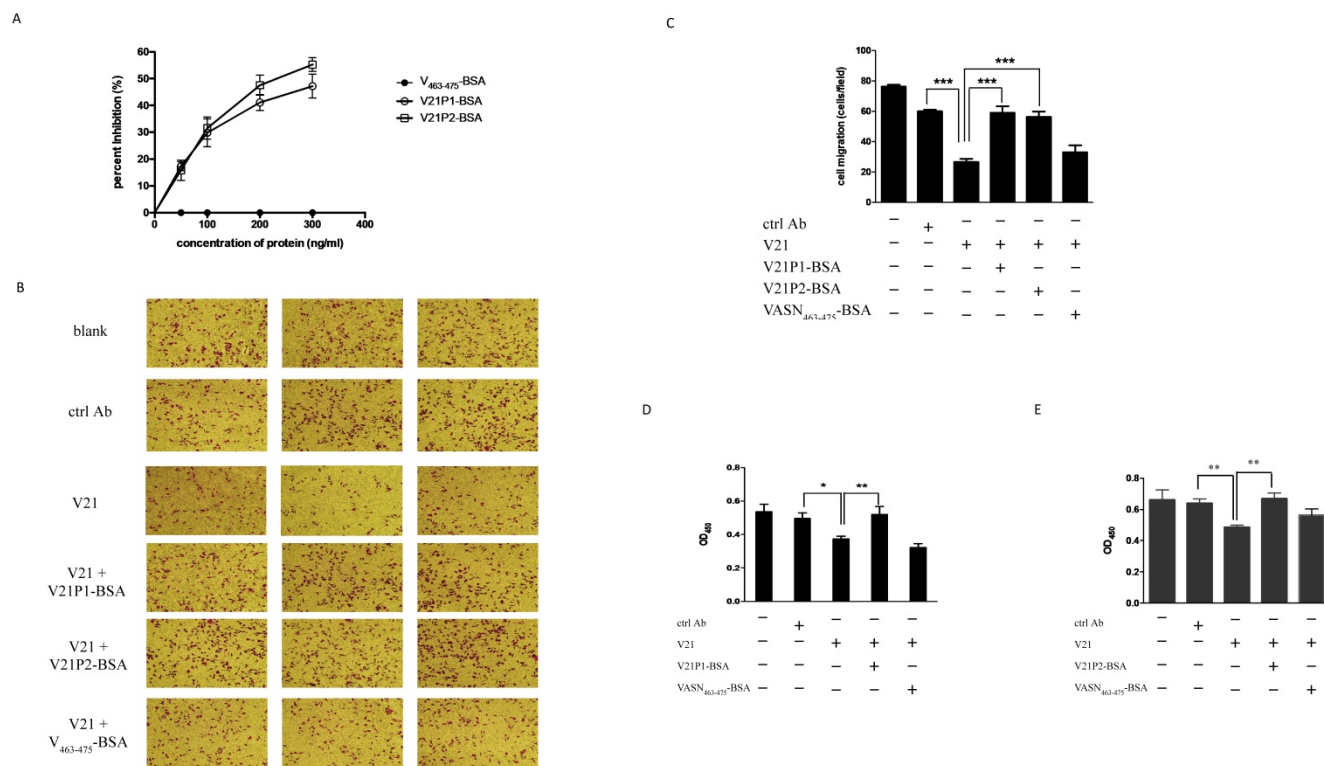 A
percent inhibition (%)
60
50
40
30
20
10
0
0 100 200 300 400
concentration of protein (ng/ml)
V463-475-BSA
V21P1-BSA
V21P2-BSA
B
blank
ctrl Ab
V21
V21 +
V21P1-BSA
V21 +
V21P2-BSA
V21 +
V463-475-BSA
C
cell migration (cells/field)
100
80
60
40
20
0
***
*** ***
ctrl Ab − + − − − −
V21 − − + + + +
V21P1-BSA − − − + − −
V21P2-BSA − − − − + −
VASN463-475-BSA − − − − − +
D
OD450
0.8
0.6
0.4
0.2
0.0
* **
ctrl Ab − + − − −
V21 − − + + +
V21P1-BSA − − − + −
VASN463-475-BSA − − − − +
E
OD450
0.8
0.6
0.4
0.2
0.0
** **
ctrl Ab − + − − −
V21 − − + + +
V21P2-BSA − − − + −
VASN463-475-BSA − − − − +